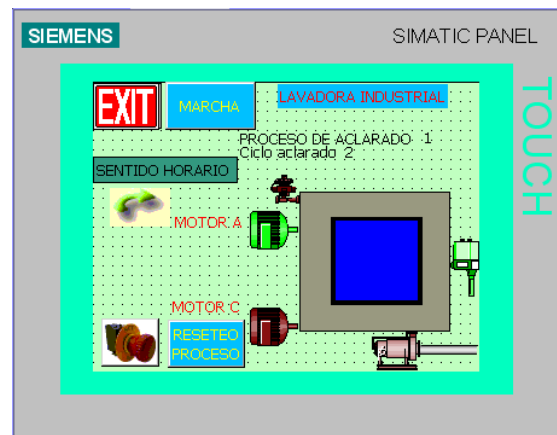 SIEMENS
SIMATIC PANEL
TOUCH
EXIT
MARCHA
LAVADORA INDUSTRIAL
PROCESO DE ACLARADO 1
Ciclo aclarado 2
SENTIDO HORARIO
MOTOR A
MOTOR C
RESETEO
PROCESO